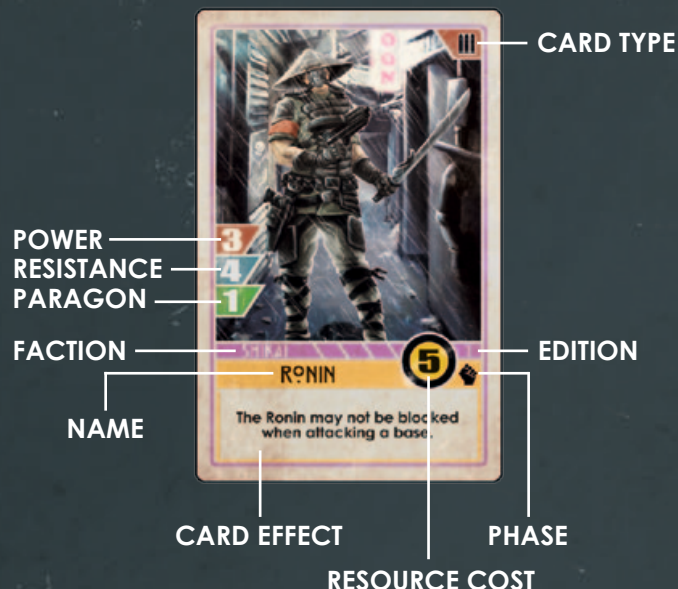 CARD TYPE
POWER
3
RESISTANCE
4
PARAGON
1
FACTION
EDITION
5
RONIN
NAME
The Ronin may not be blocked
when attacking a base.
CARD EFFECT
PHASE
RESOURCE COST